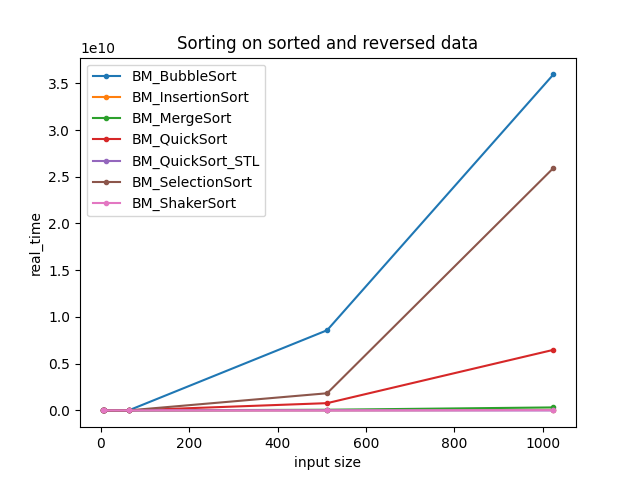 Sorting on sorted and reversed data
1e10
3.5
3.0
2.5
2.0
1.5
1.0
0.5
0.0
real_time
BM_BubbleSort
BM_InsertionSort
BM_MergeSort
BM_QuickSort
BM_QuickSort_STL
BM_SelectionSort
BM_ShakerSort
0 200 400 600 800 1000
input size